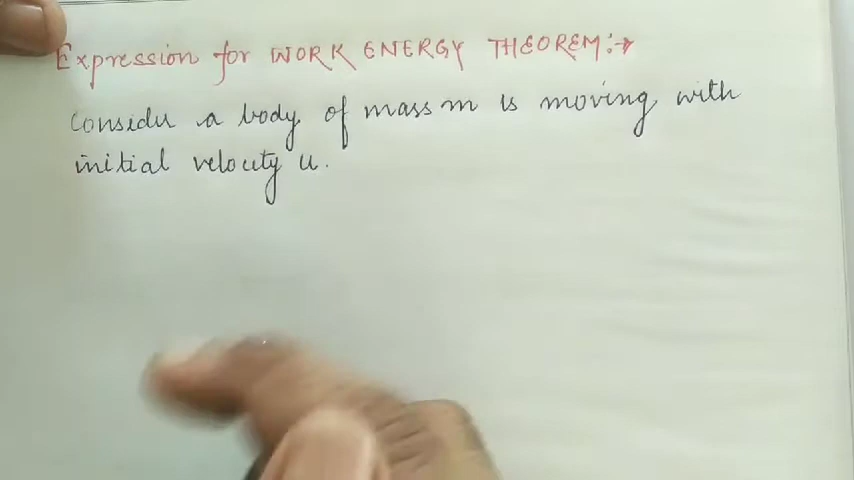 Expression for WORK ENERGY THEOREM:→
Consider a body of mass m is moving with
initial velocity u.